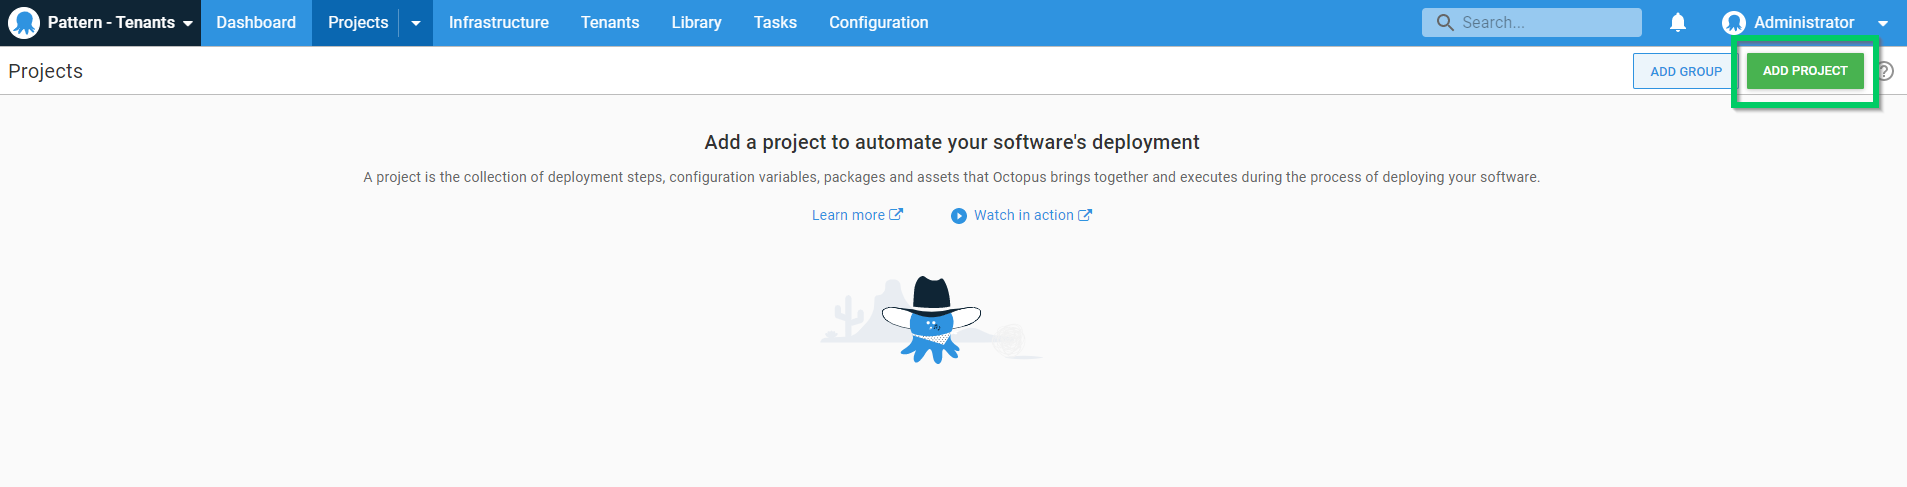 Pattern - Tenants Dashboard Projects Infrastructure Tenants Library Tasks Configuration Search... Administrator
Projects ADD GROUP ADD PROJECT ?
Add a project to automate your software's deployment
A project is the collection of deployment steps, configuration variables, packages and assets that Octopus brings together and executes during the process of deploying your software.
Learn more Watch in action